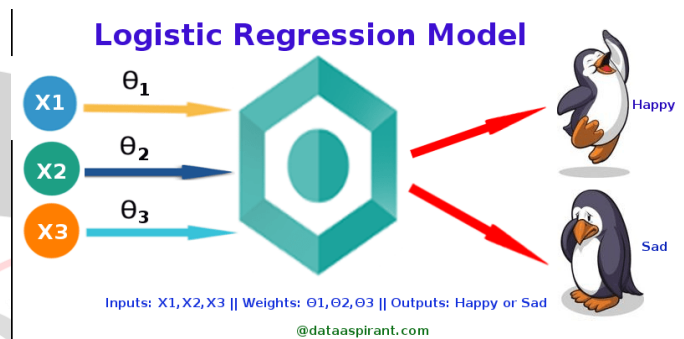 Logistic Regression Model
X1
θ1
Happy
X2
θ2
X3
θ3
Sad
Inputs: X1,X2,X3 || Weights: Θ1,Θ2,Θ3 || Outputs: Happy or Sad
@dataaspirant.com